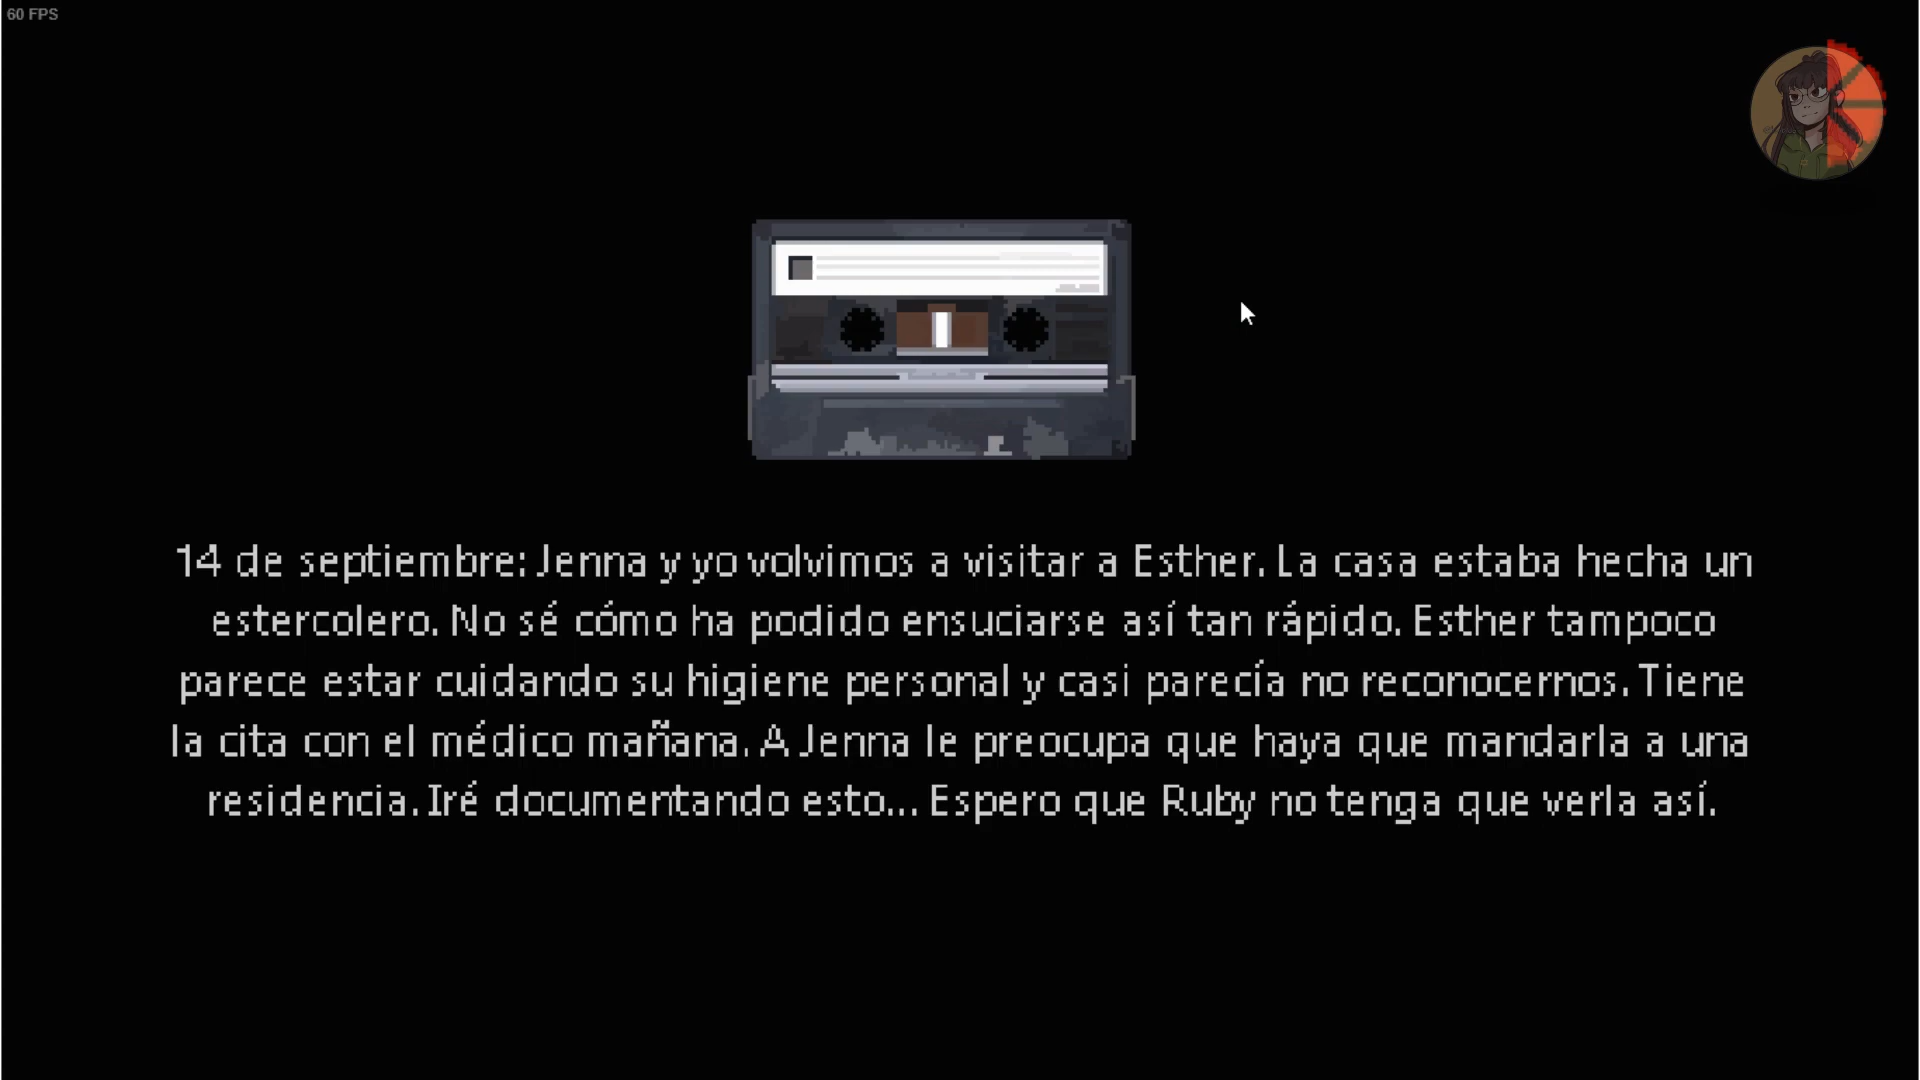 60 FPS
14 de septiembre: Jenna y yo volvimos a visitar a Esther. La casa estaba hecha un
estercolero. No sé cómo ha podido ensuciarse así tan rápido. Esther tampoco
parece estar cuidando su higiene personal y casi parecía no reconocernos. Tiene
la cita con el médico mañana. A Jenna le preocupa que haya que mandarla a una
residencia. Iré documentando esto... Espero que Ruby no tenga que verla así.